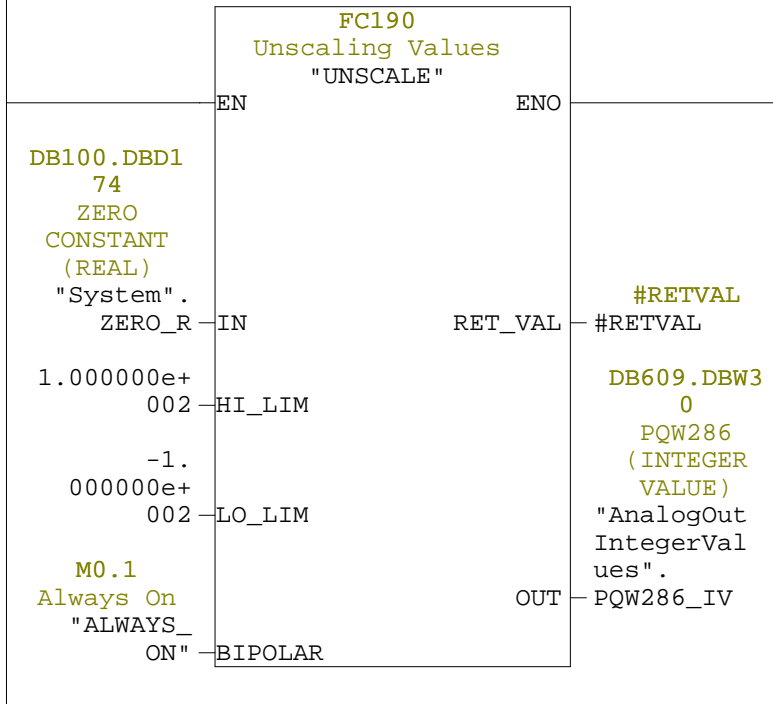 FC190
Unscaling Values
"UNSCALE"
EN
ENO
DB100.DBD1
74
ZERO
CONSTANT
(REAL)
"System".
ZERO_R
IN
#RETVAL
RET_VAL
#RETVAL
1.000000e+
002
HI_LIM
-1.
000000e+
002
LO_LIM
DB609.DBW3
0
PQW286
(INTEGER
VALUE)
"AnalogOut
IntegerVal
ues".
OUT
PQW286_IV
M0.1
Always On
"ALWAYS_
ON"
BIPOLAR